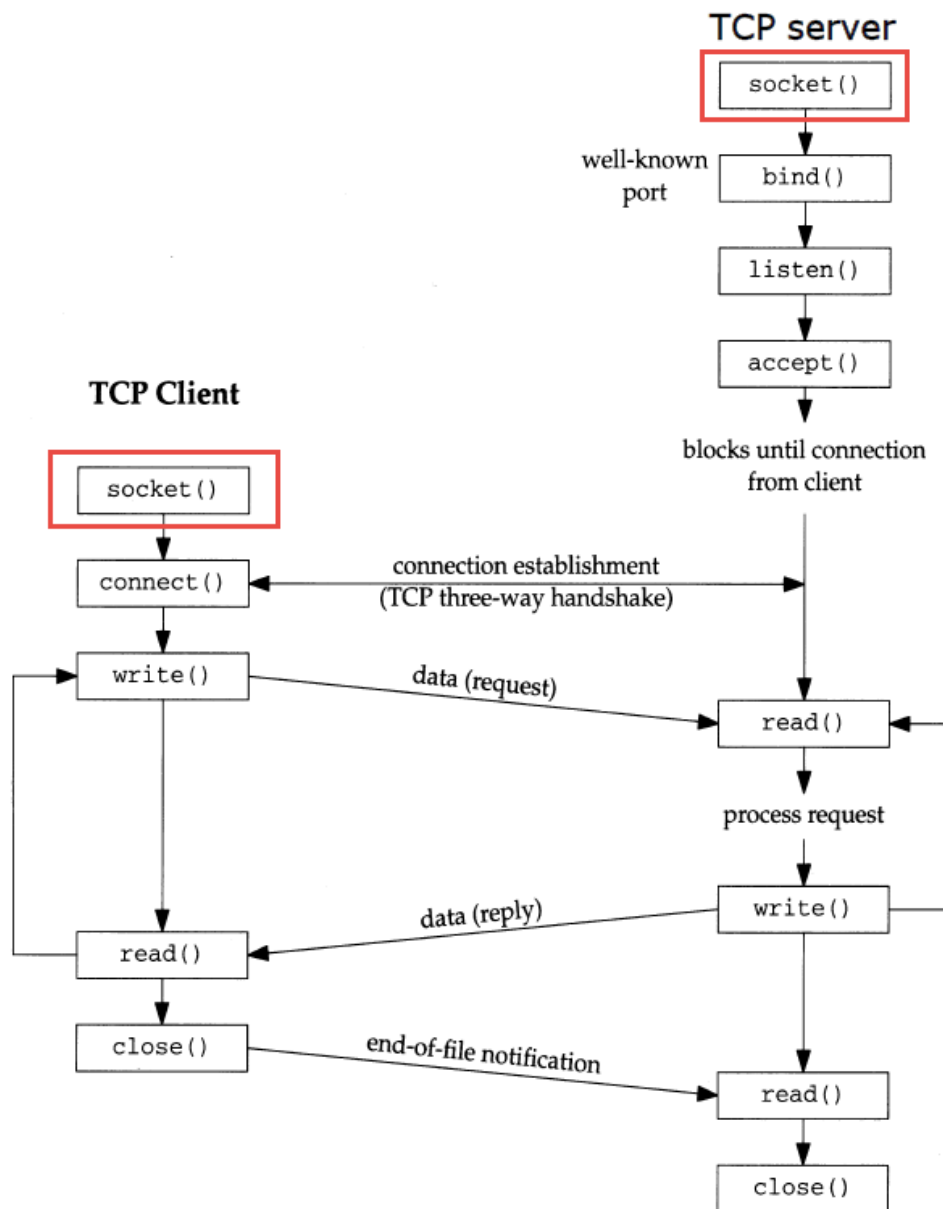 TCP server
socket()
well-known
port
bind()
listen()
accept()
TCP Client
blocks until connection
from client
socket()
connection establishment
(TCP three-way handshake)
connect()
write()
data (request)
read()
process request
write()
data (reply)
read()
close()
end-of-file notification
read()
close()